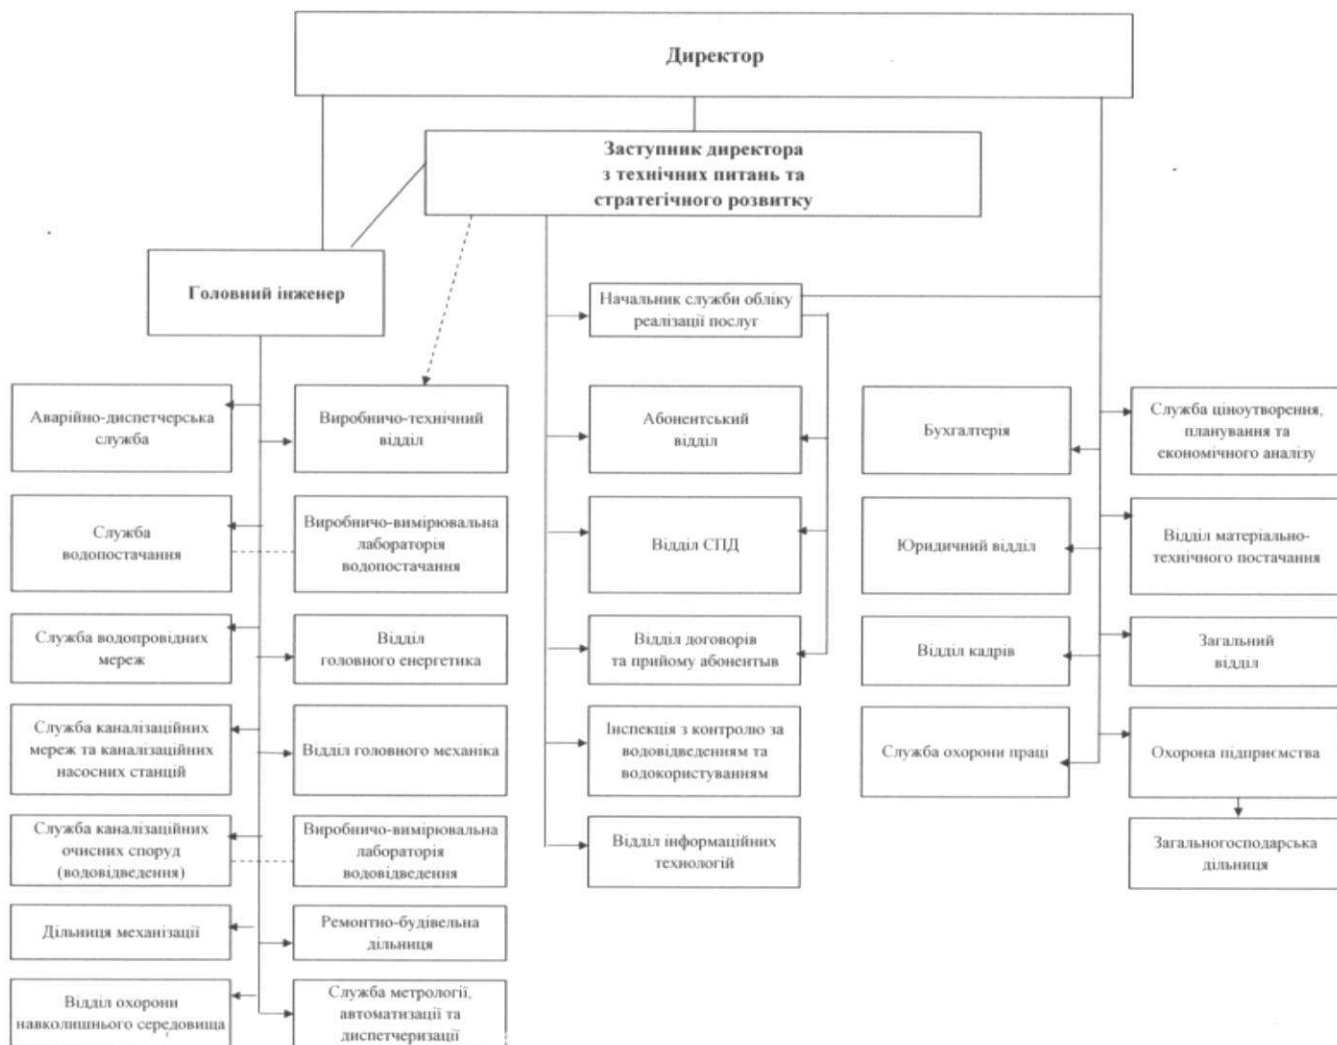 Директор
Заступник директора
з технічних питань та
стратегічного розвитку
Головний інженер
Начальник служби обліку
реалізації послуг
Аварійно-диспетчерська
служба
Виробничо-технічний
відділ
Абонентський
відділ
Бухгалтерія
Служба ціноутворення,
планування та
економічного аналізу
Служба
водопостачання
Виробничо-вимірювальна
лабораторія
водопостачання
Відділ СПД
Юридичний відділ
Відділ матеріально-
технічного постачання
Служба водопровідних
мереж
Відділ
головного енергетика
Відділ договорів
та прийому абонентыв
Відділ кадрів
Загальний
відділ
Служба каналізаційних
мереж та каналізаційних
насосних станцій
Відділ головного механіка
Інспекція з контролю за
водовідведенням та
водокористуванням
Служба охорони праці
Охорона підприємства
Служба каналізаційних
очисних споруд
(водовідведення)
Виробничо-вимірювальна
лабораторія
водовідведення
Відділ інформаційних
технологій
Загальногосподарська
дільниця
Дільниця механізації
Ремонтно-будівельна
дільниця
Відділ охорони
навколишнього середовища
Служба метрології,
автоматизації та
диспетчеризації